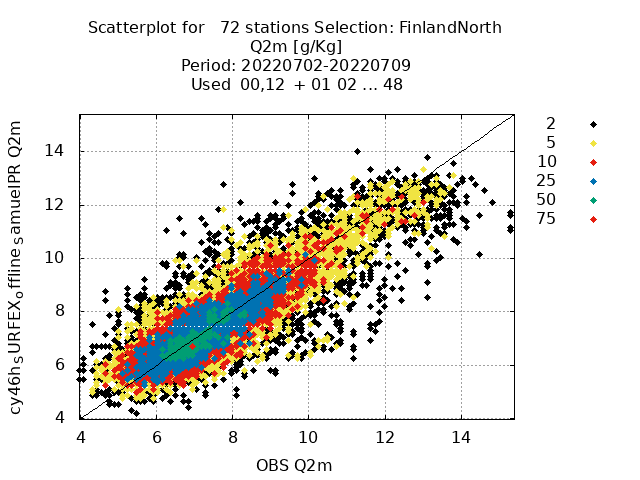 Scatterplot for 72 stations Selection: FinlandNorth
Q2m [g/Kg]
Period: 20220702-20220709
Used 00,12 + 01 02 ... 48
cy46h_SURFEX_offline_samuelPR Q2m
14
12
10
8
6
4
4 6 8 10 12 14
OBS Q2m
2
5
10
25
50
75